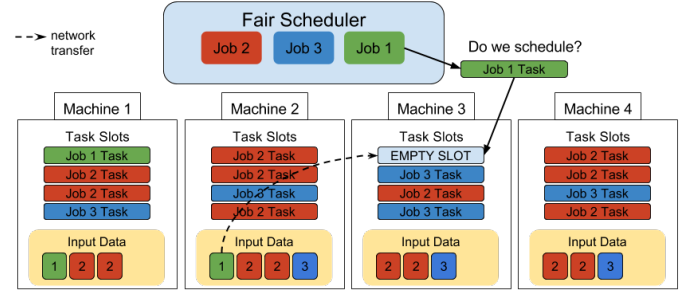 Fair Scheduler
Job 2
Job 3
Job 1
network
transfer
Do we schedule?
Job 1 Task
Machine 1
Task Slots
Job 1 Task
Job 2 Task
Job 2 Task
Job 3 Task
Input Data
1 2 2
Machine 2
Task Slots
Job 2 Task
Job 2 Task
Job 3 Task
Job 2 Task
Input Data
1 2 2 3
Machine 3
Task Slots
EMPTY SLOT
Job 3 Task
Job 2 Task
Job 3 Task
Input Data
2 2 3
Machine 4
Task Slots
Job 2 Task
Job 2 Task
Job 3 Task
Job 2 Task
Input Data
2 2 3